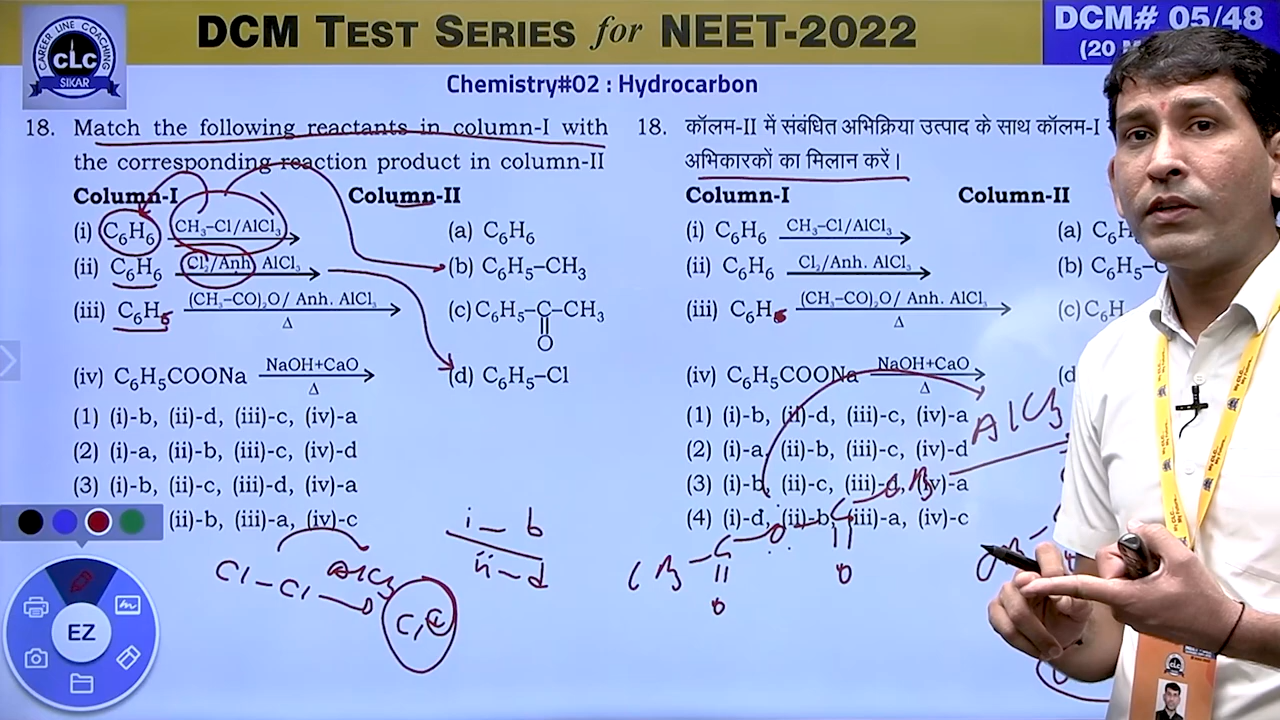 CAREER LINE COACHING
CLC
SIKAR
DCM TEST SERIES for NEET-2022
DCM# 05/48
(20 M
Chemistry#02 : Hydrocarbon
18. Match the following reactants in column-I with
the corresponding reaction product in column-II
Column-I Column-II
(i) C₆H₆ CH₃–Cl/AlCl₃ (a) C₆H₆
(ii) C₆H₆ Cl₂/Anh. AlCl₃ (b) C₆H₅–CH₃
(iii) C₆H₆ (CH₃–CO)₂O/ Anh. AlCl₃ Δ (c) C₆H₅–C–CH₃
O
(iv) C₆H₅COONa NaOH+CaO Δ (d) C₆H₅–Cl
(1) (i)-b, (ii)-d, (iii)-c, (iv)-a
(2) (i)-a, (ii)-b, (iii)-c, (iv)-d
(3) (i)-b, (ii)-c, (iii)-d, (iv)-a
(ii)-b, (iii)-a, (iv)-c
18. कॉलम-II में संबंधित अभिक्रिया उत्पाद के साथ कॉलम-I
अभिकारकों का मिलान करें।
Column-I Column-II
(i) C₆H₆ CH₃–Cl/AlCl₃ (a) C₆H
(ii) C₆H₆ Cl₂/Anh. AlCl₃ (b) C₆H₅–C
(iii) C₆H₆ (CH₃–CO)₂O/ Anh. AlCl₃ Δ (c) C₆H
(iv) C₆H₅COONa NaOH+CaO Δ (d
(1) (i)-b, (ii)-d, (iii)-c, (iv)-a
(2) (i)-a, (ii)-b, (iii)-c, (iv)-d
(3) (i)-b, (ii)-c, (iii)-d, (iv)-a
(4) (i)-d, (ii)-b, (iii)-a, (iv)-c
i – b
ii – d
Cl – Cl AlCl₃
AlCl₃
EZ
CLC